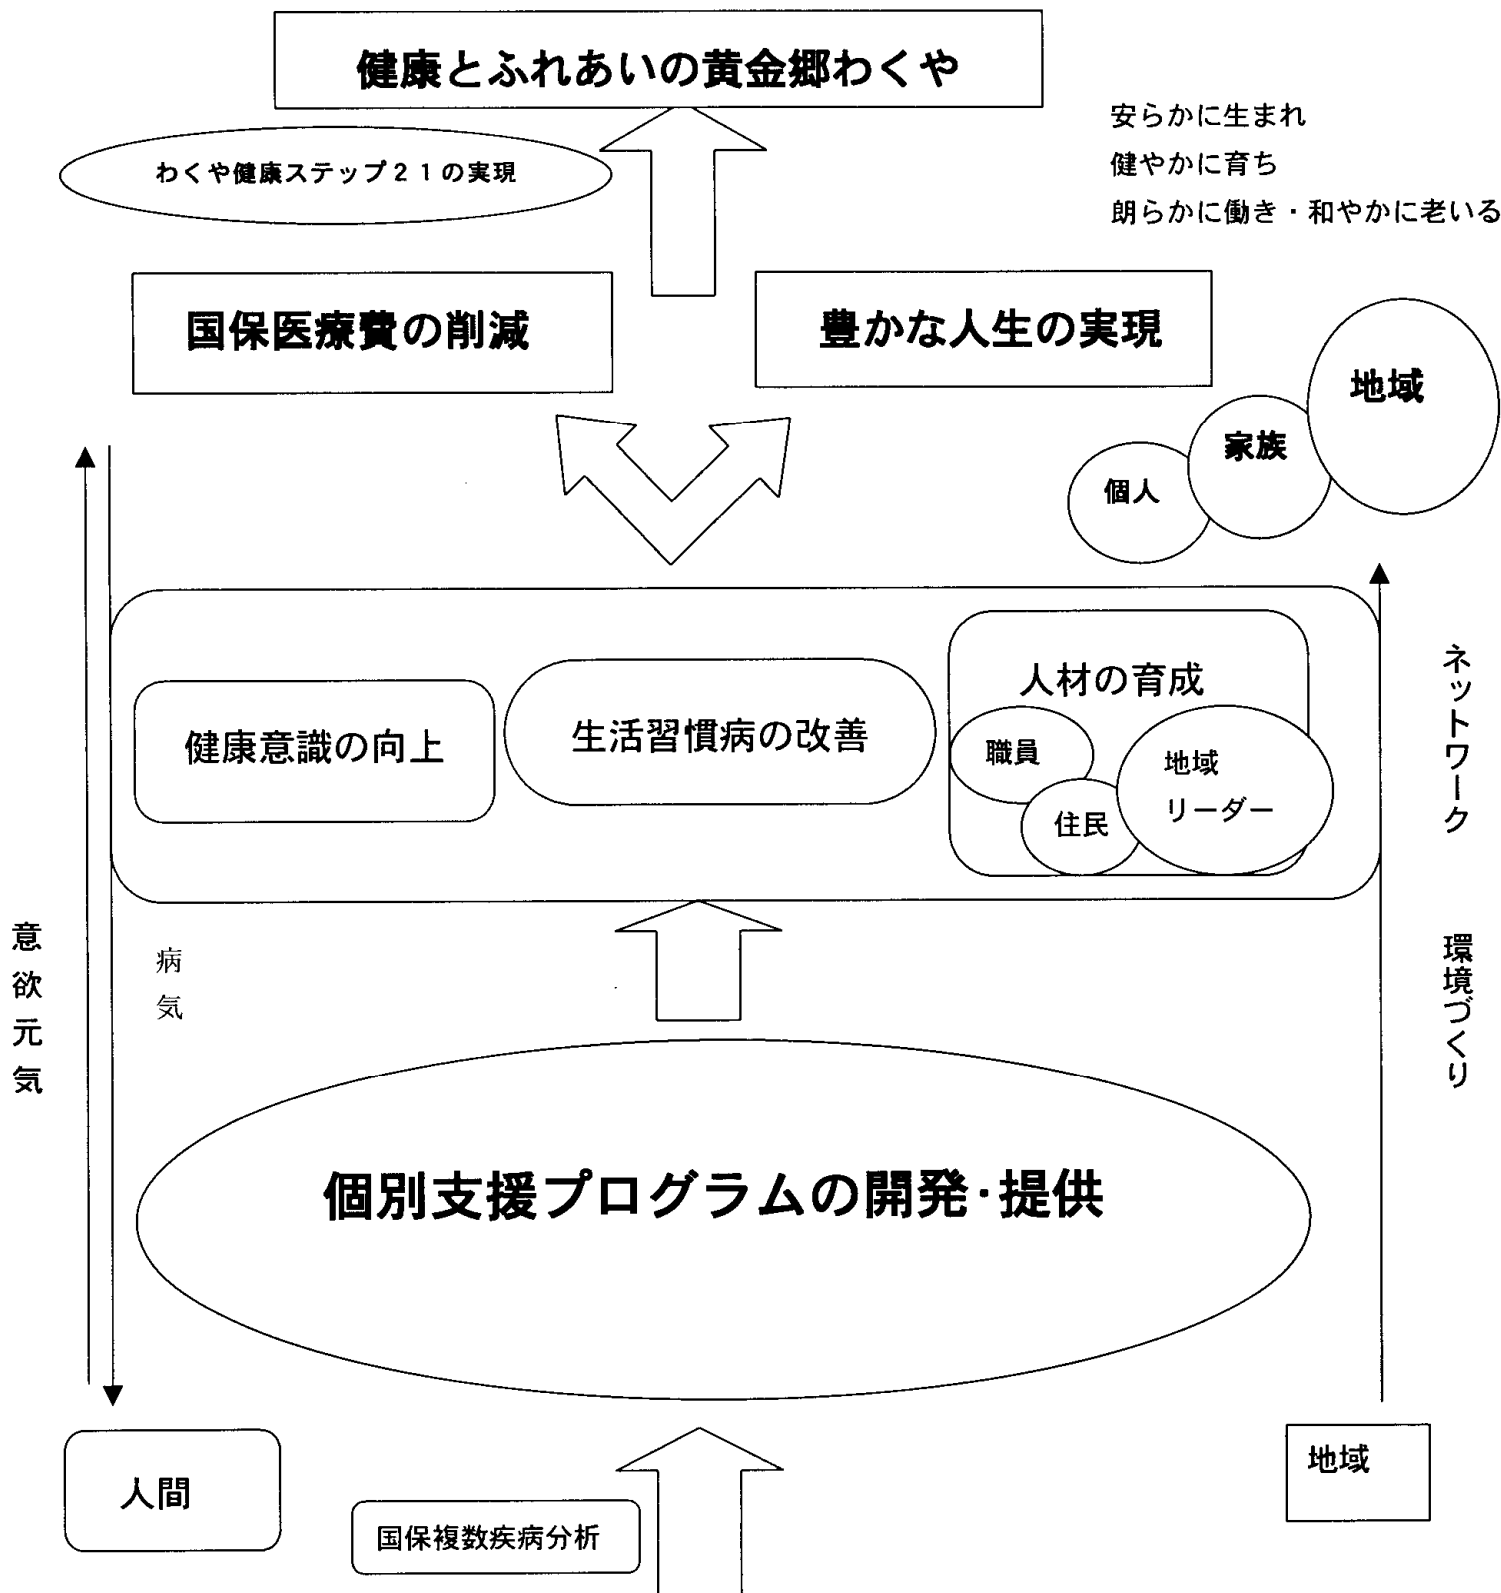 健康とふれあいの黄金郷わくや
安らかに生まれ
健やかに育ち
朗らかに働き・和やかに老いる
わくや健康ステップ２１の実現
国保医療費の削減
豊かな人生の実現
地域
家族
個人
人材の育成
健康意識の向上
生活習慣病の改善
職員
地域
リーダー
住民
ネットワーク
環境づくり
意欲元気
病気
個別支援プログラムの開発・提供
人間
地域
国保複数疾病分析